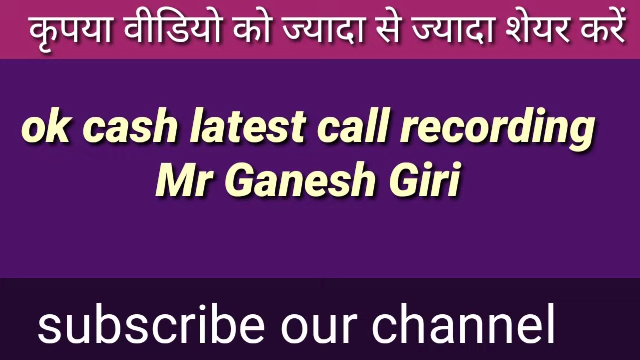 कृपया वीडियो को ज्यादा से ज्यादा शेयर करें
ok cash latest call recording
Mr Ganesh Giri
subscribe our channel